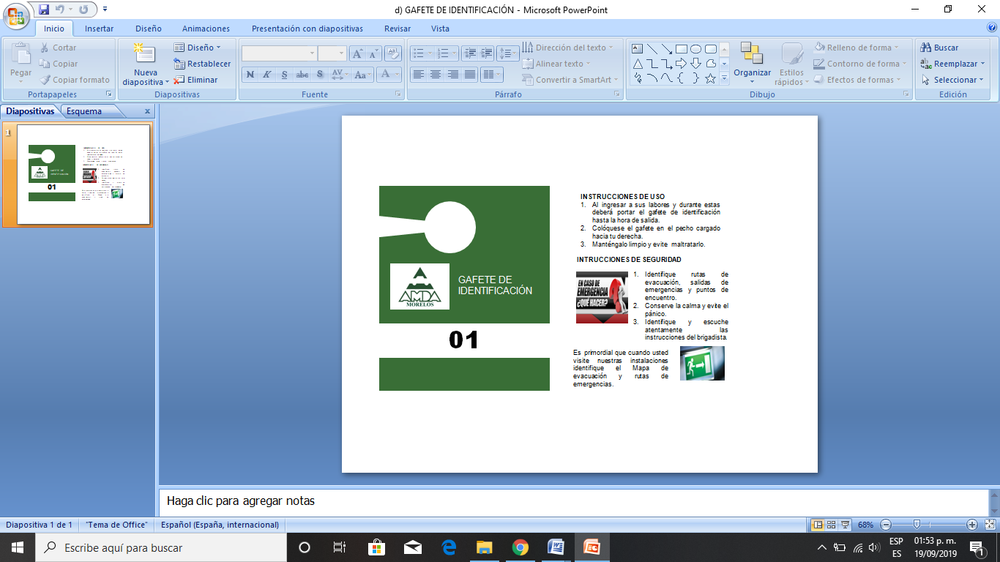 d) GAFETE DE IDENTIFICACIÓN - Microsoft PowerPoint
Inicio Insertar Diseño Animaciones Presentación con diapositivas Revisar Vista
Pegar
Cortar
Copiar
Copiar formato
Portapapeles
Nueva diapositiva
Diseño
Restablecer
Eliminar
Diapositivas
N K S abc S AV Aa A
Fuente
Dirección del texto
Alinear texto
Convertir a SmartArt
Párrafo
Organizar
Estilos rápidos
Relleno de forma
Contorno de forma
Efectos de formas
Dibujo
Buscar
Reemplazar
Seleccionar
Edición
Diapositivas Esquema x
1
GAFETE DE
IDENTIFICACIÓN
01
AMDA
MORELOS
GAFETE DE
IDENTIFICACIÓN
01
INSTRUCCIONES DE USO
1. Al ingresar a sus labores y durante estas
deberá portar el gafete de identificación
hasta la hora de salida.
2. Colóquese el gafete en el pecho cargado
hacia tu derecha.
3. Manténgalo limpio y evite maltratarlo.
INTRUCCIONES DE SEGURIDAD
EN CASO DE
EMERGENCIA
¿QUÉ HACER?
1. Identifique rutas de
evacuación, salidas de
emergencias y puntos de
encuentro.
2. Conserve la calma y evite el
pánico.
3. Identifique y escuche
atentamente las
instrucciones del brigadista.
Es primordial que cuando usted
visite nuestras instalaciones
identifique el Mapa de
evacuación y rutas de
emergencias.
Haga clic para agregar notas
Diapositiva 1 de 1 "Tema de Office" Español (España, internacional) 68%
Escribe aquí para buscar
ESP
ES
01:53 p. m.
19/09/2019
1